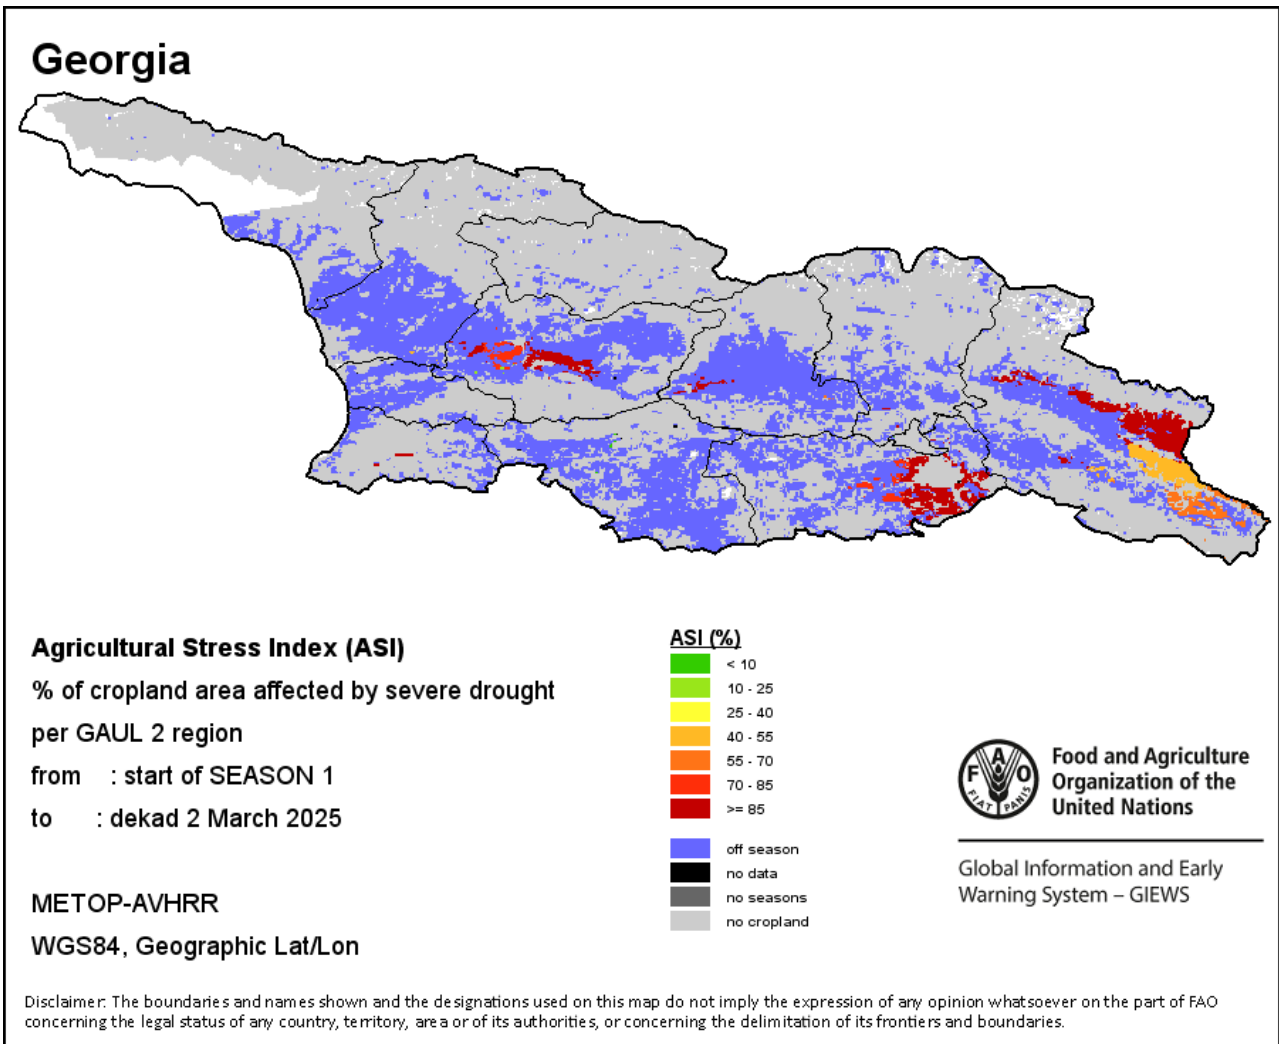 Georgia
Agricultural Stress Index (ASI)
% of cropland area affected by severe drought
per GAUL 2 region
from : start of SEASON 1
to : dekad 2 March 2025
METOP-AVHRR
WGS84, Geographic Lat/Lon
ASI (%)
< 10
10 - 25
25 - 40
40 - 55
55 - 70
70 - 85
>= 85
off season
no data
no seasons
no cropland
F A O
FIAT PANIS
Food and Agriculture
Organization of the
United Nations
Global Information and Early
Warning System – GIEWS
Disclaimer: The boundaries and names shown and the designations used on this map do not imply the expression of any opinion whatsoever on the part of FAO
concerning the legal status of any country, territory, area or of its authorities, or concerning the delimitation of its frontiers and boundaries.